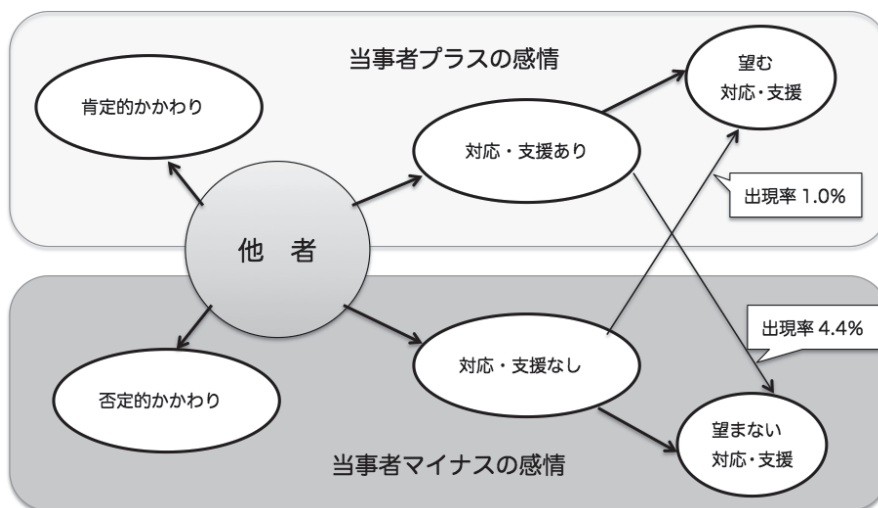 当事者プラスの感情
望む
対応・支援
肯定的かかわり
対応・支援あり
出現率 1.0%
他 者
出現率 4.4%
対応・支援なし
否定的かかわり
望まない
対応・支援
当事者マイナスの感情